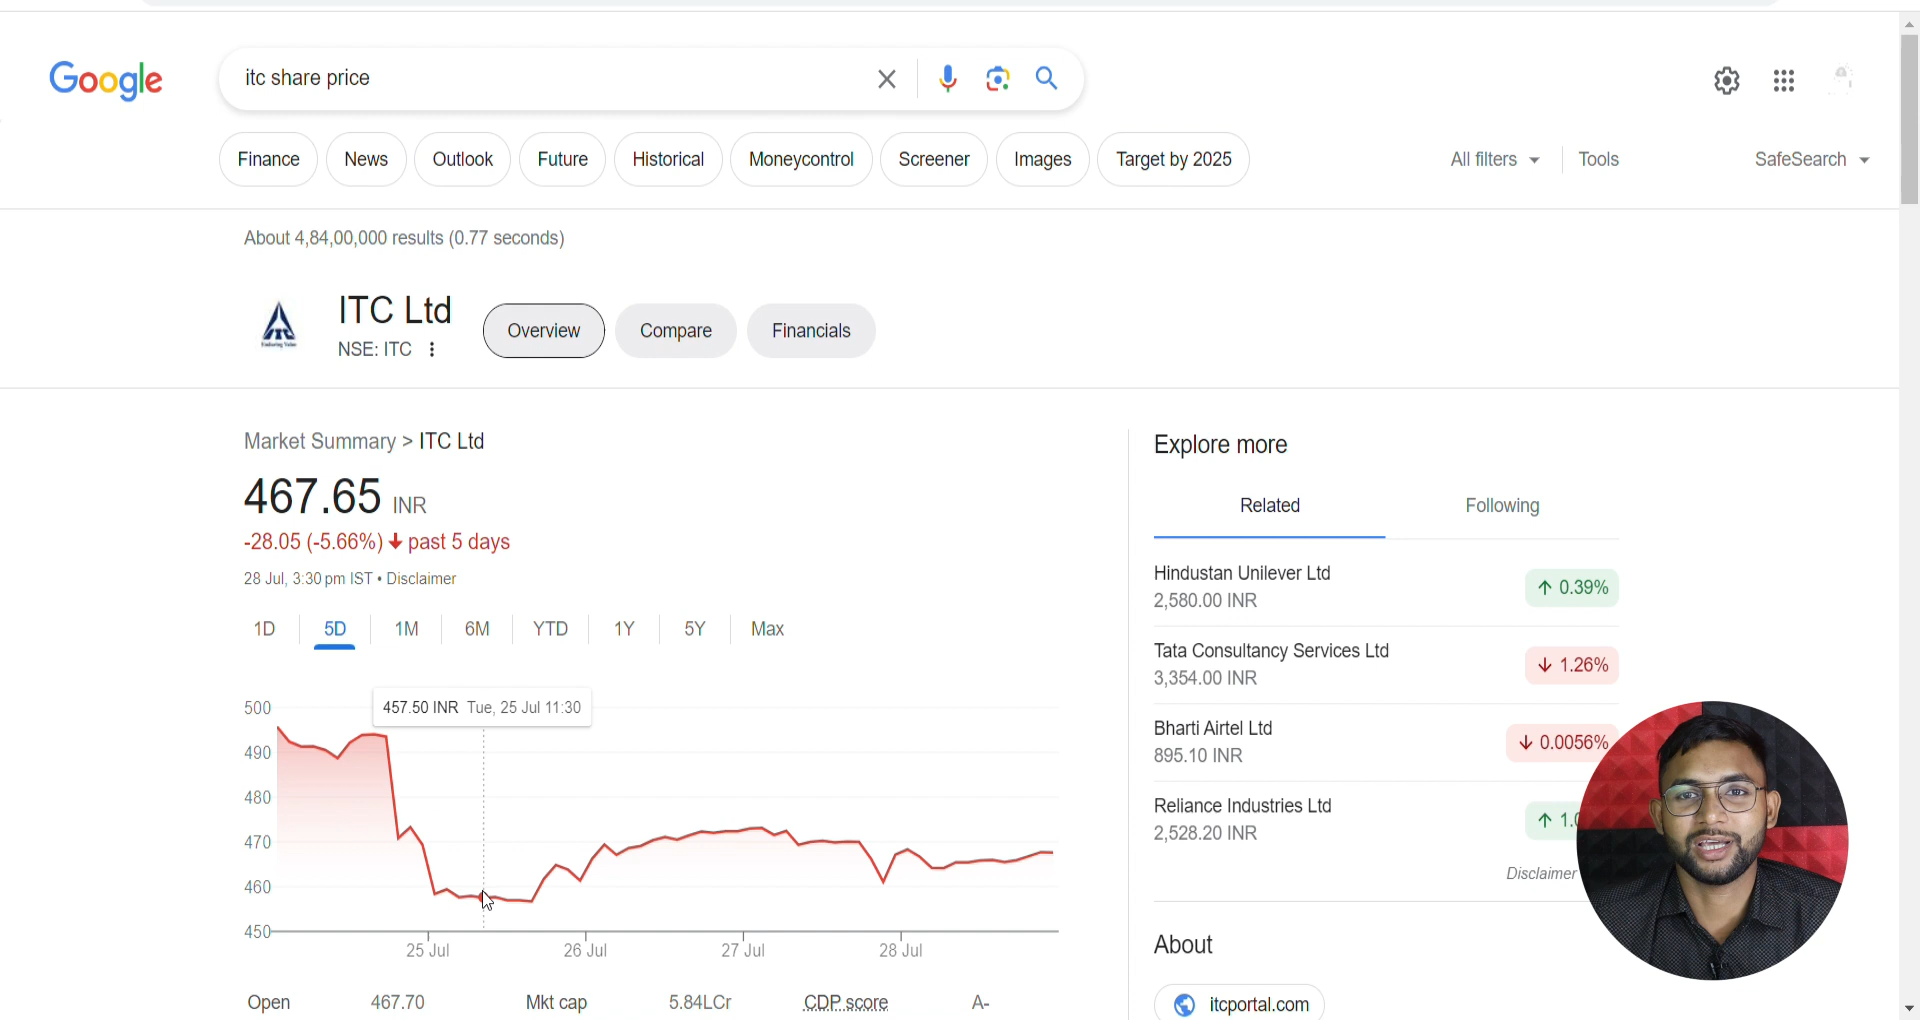 Google
itc share price
Finance
News
Outlook
Future
Historical
Moneycontrol
Screener
Images
Target by 2025
All filters
Tools
SafeSearch
About 4,84,00,000 results (0.77 seconds)
ITC Ltd
NSE: ITC
Overview
Compare
Financials
Market Summary > ITC Ltd
467.65 INR
-28.05 (-5.66%) past 5 days
28 Jul, 3:30 pm IST • Disclaimer
1D
5D
1M
6M
YTD
1Y
5Y
Max
457.50 INR Tue, 25 Jul 11:30
500
490
480
470
460
450
25 Jul
26 Jul
27 Jul
28 Jul
Open 467.70
Mkt cap 5.84LCr
CDP score A-
Explore more
Related
Following
Hindustan Unilever Ltd
2,580.00 INR
↑ 0.39%
Tata Consultancy Services Ltd
3,354.00 INR
↓ 1.26%
Bharti Airtel Ltd
895.10 INR
↓ 0.0056%
Reliance Industries Ltd
2,528.20 INR
Disclaimer
About
itcportal.com